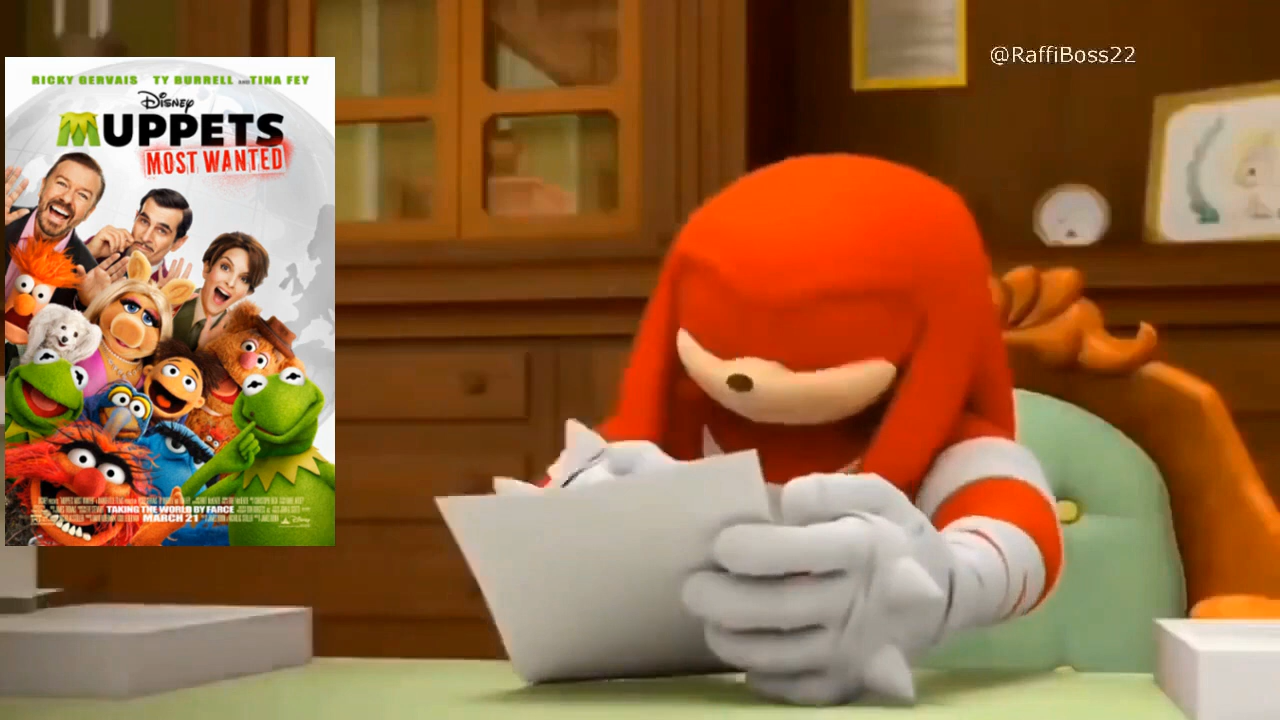 @RaffiBoss22
RICKY GERVAIS TY BURRELL AND TINA FEY
Disney
MUPPETS
MOST WANTED
TAKING THE WORLD BY FARCE
MARCH 21